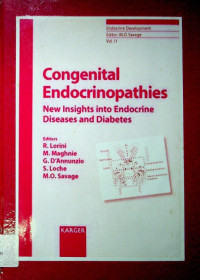 Endocrine Development
Editor: M.O. Savage
Vol. 11
Congenital
Endocrinopathies
New Insights into Endocrine
Diseases and Diabetes
Editors
R. Lorini
M. Maghnie
G. D'Annunzio
S. Loche
M.O. Savage
KARGER